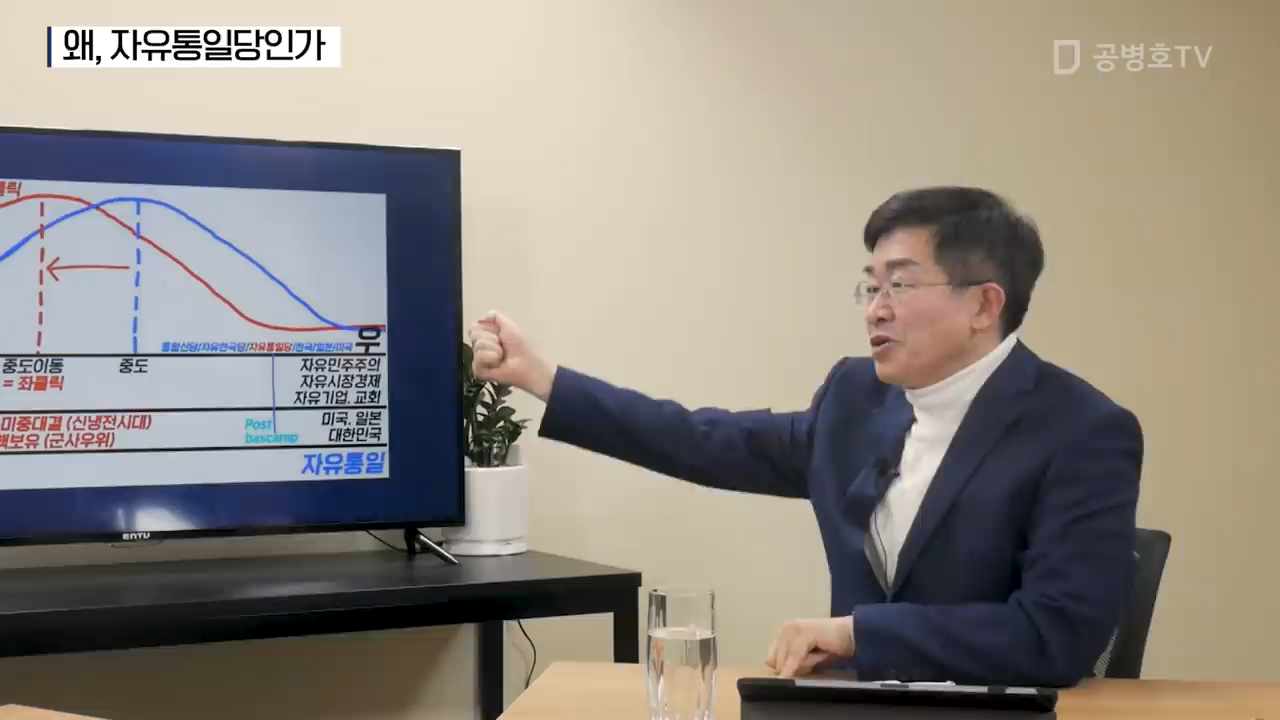 왜, 자유통일당인가
공병호TV
클릭
통합신당/자유한국당/자유통일당/한국/일본/미국 우
중도이동
중도
자유민주주의
= 좌클릭
자유시장경제
자유기업, 교회
미중대결 (신냉전시대)
핵보유 (군사우위)
Post
bascamp
미국, 일본
대한민국
자유통일